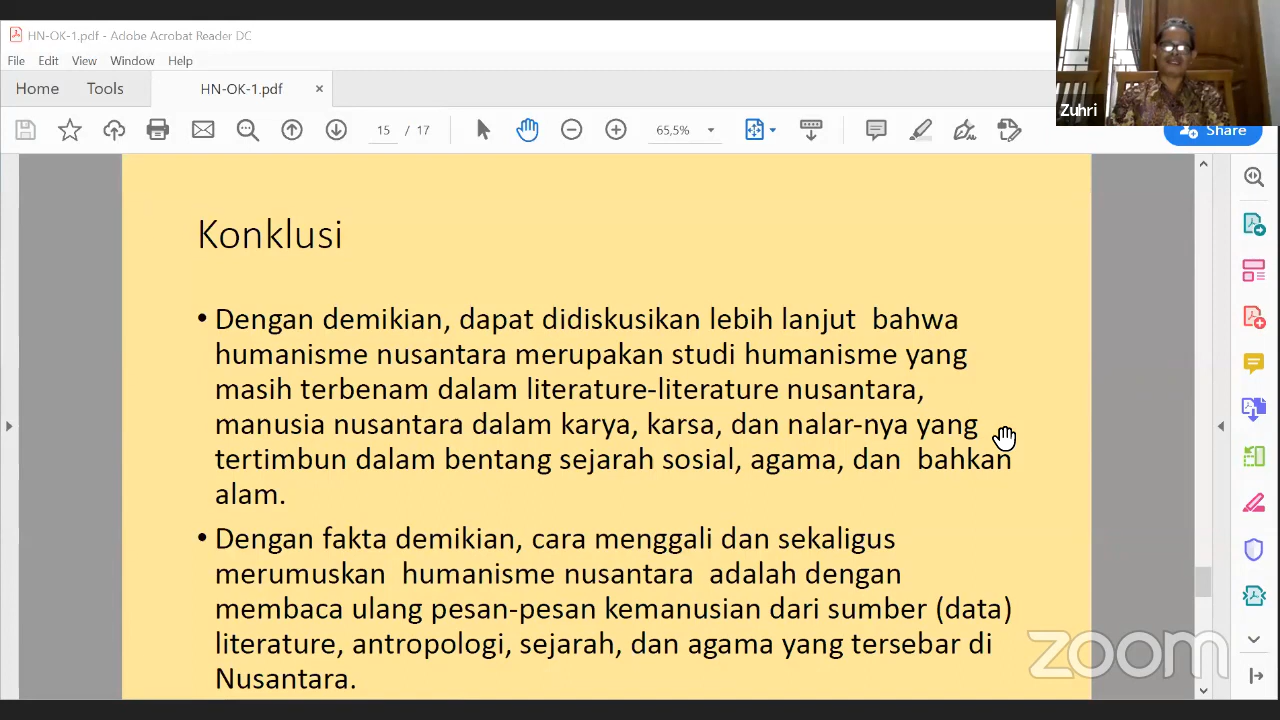 HN-OK-1.pdf - Adobe Acrobat Reader DC
File Edit View Window Help
Home Tools HN-OK-1.pdf ×
15 / 17 65,5% Share
Zuhri
Konklusi
• Dengan demikian, dapat didiskusikan lebih lanjut bahwa
humanisme nusantara merupakan studi humanisme yang
masih terbenam dalam literature-literature nusantara,
manusia nusantara dalam karya, karsa, dan nalar-nya yang
tertimbun dalam bentang sejarah sosial, agama, dan bahkan
alam.
• Dengan fakta demikian, cara menggali dan sekaligus
merumuskan humanisme nusantara adalah dengan
membaca ulang pesan-pesan kemanusian dari sumber (data)
literature, antropologi, sejarah, dan agama yang tersebar di
Nusantara.
zoom